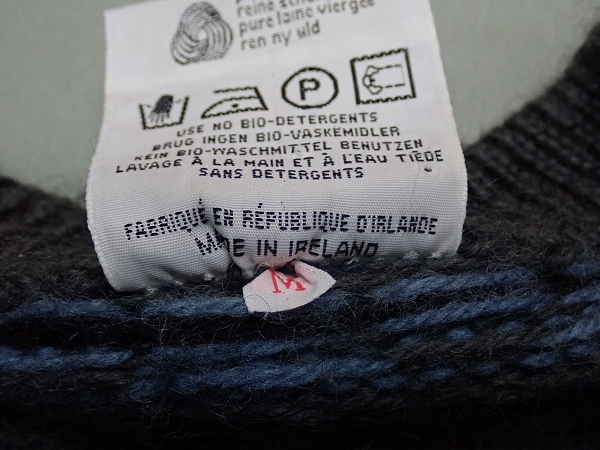 pure laine vierge
ren ny uld
P
USE NO BIO-DETERGENTS
BRUG INGEN BIO-VASKEMIDLER
KEIN BIO-WASCHMITTEL BENUTZEN
LAVAGE À LA MAIN ET À L'EAU TIÈDE
SANS DETERGENTS
FABRIQUÉ EN RÉPUBLIQUE D'IRLANDE
MADE IN IRELAND
M